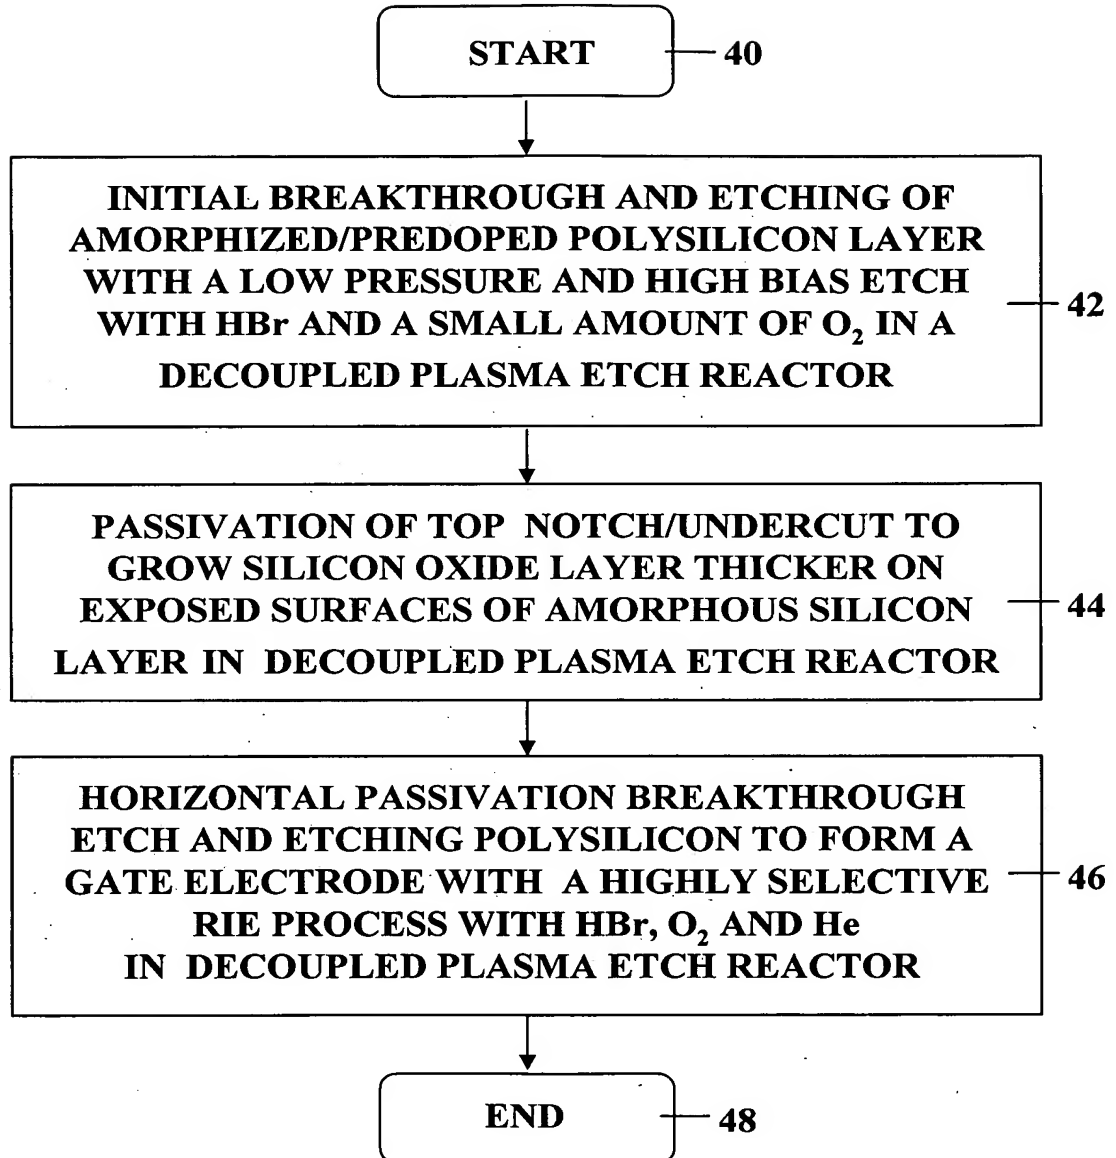 START
40
INITIAL BREAKTHROUGH AND ETCHING OF
AMORPHIZED/PREDOPED POLYSILICON LAYER
WITH A LOW PRESSURE AND HIGH BIAS ETCH
WITH HBr AND A SMALL AMOUNT OF O₂ IN A
DECOUPLED PLASMA ETCH REACTOR
42
PASSIVATION OF TOP NOTCH/UNDERCUT TO
GROW SILICON OXIDE LAYER THICKER ON
EXPOSED SURFACES OF AMORPHOUS SILICON
LAYER IN DECOUPLED PLASMA ETCH REACTOR
44
HORIZONTAL PASSIVATION BREAKTHROUGH
ETCH AND ETCHING POLYSILICON TO FORM A
GATE ELECTRODE WITH A HIGHLY SELECTIVE
RIE PROCESS WITH HBr, O₂ AND He
IN DECOUPLED PLASMA ETCH REACTOR
46
END
48